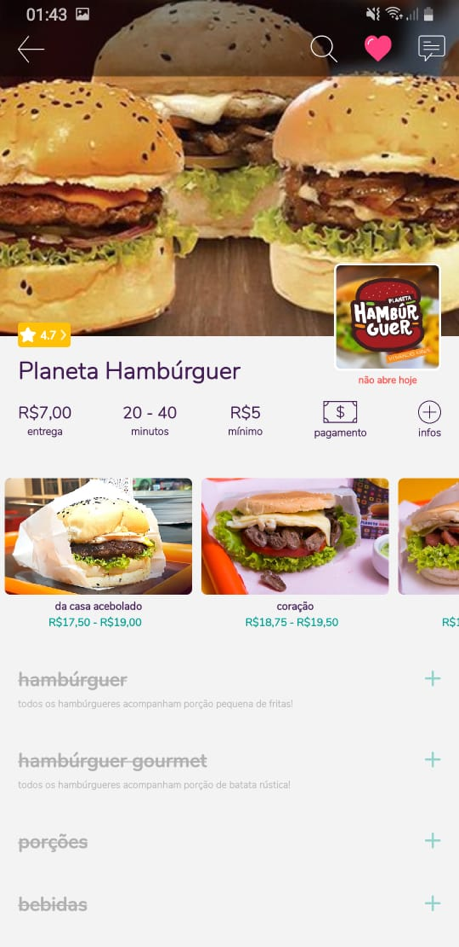 01:43
4.7
PLANETA
HAMBÚR
GUER
não abre hoje
Planeta Hambúrguer
R$7,00
20 - 40
R$5
$
entrega
minutos
mínimo
pagamento
infos
da casa acebolado
coração
R$17,50 - R$19,00
R$18,75 - R$19,50
R$1
hambúrguer
todos os hambúrgueres acompanham porção pequena de fritas!
hambúrguer gourmet
todos os hambúrgueres acompanham porção de batata rústica!
porções
bebidas